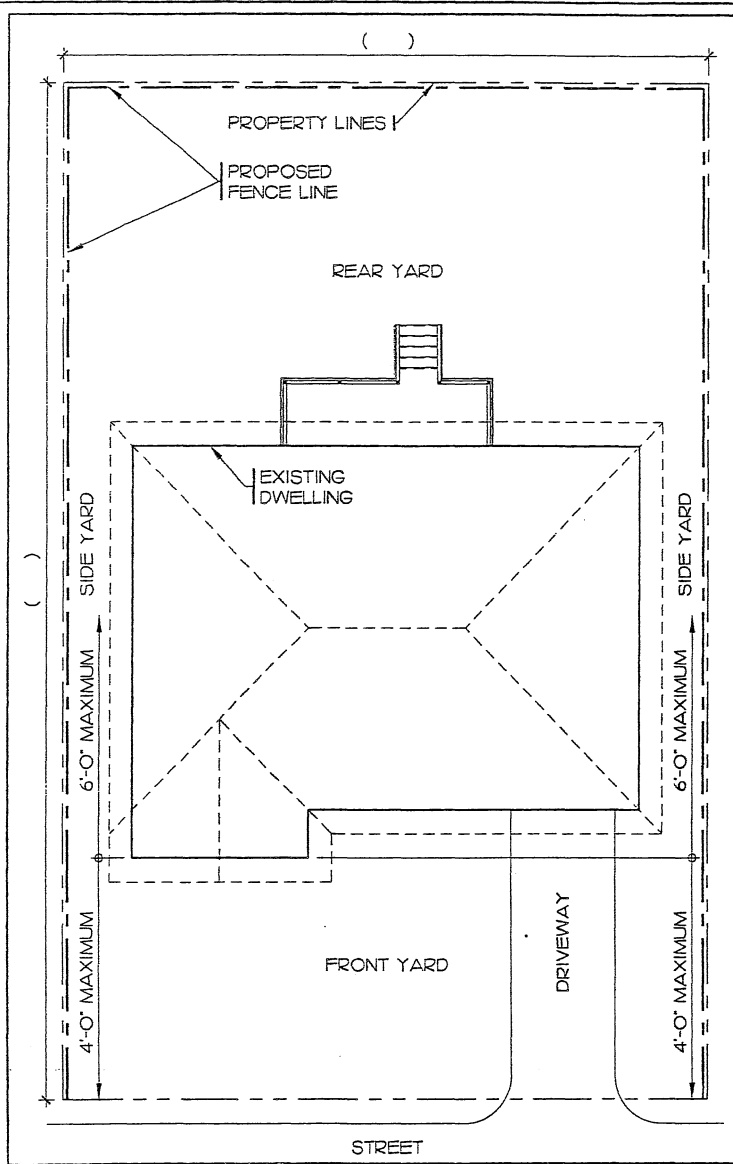 (    )
PROPERTY LINES
PROPOSED
FENCE LINE
REAR YARD
EXISTING
DWELLING
SIDE YARD
SIDE YARD
(    )
6'-0" MAXIMUM
6'-0" MAXIMUM
4'-0" MAXIMUM
FRONT YARD
DRIVEWAY
4'-0" MAXIMUM
STREET